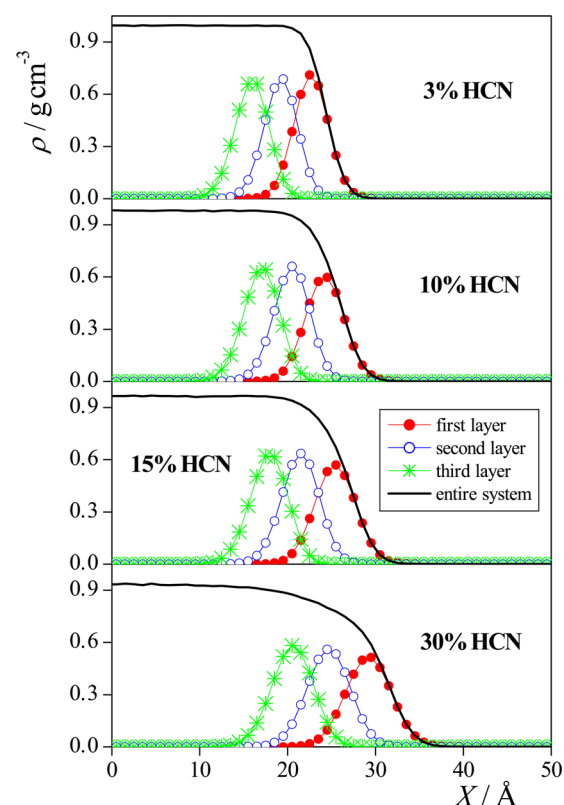 ρ / g cm⁻³
0.9
0.6
0.3
0.0
3% HCN
0.9
0.6
0.3
0.0
10% HCN
0.9
0.6
0.3
0.0
15% HCN
first layer
second layer
third layer
entire system
0.9
0.6
0.3
0.0
30% HCN
0 10 20 30 40 50
X / Å